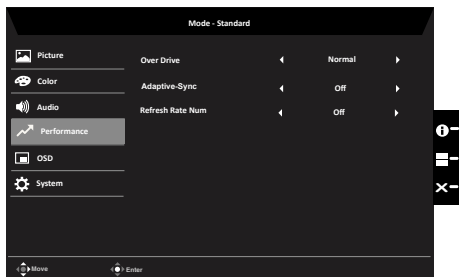 Mode - Standard
Picture
Color
Audio
Performance
OSD
System
Over Drive Normal
Adaptive-Sync Off
Refresh Rate Num Off
Move Enter